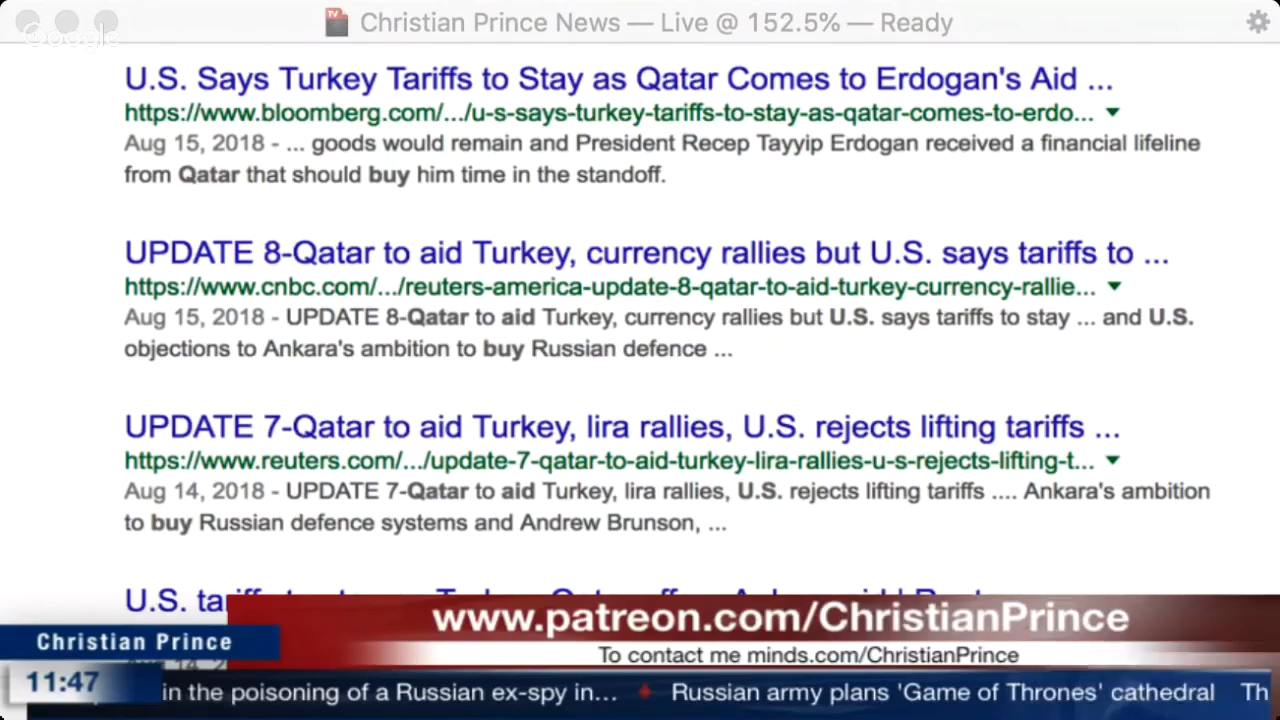 Christian Prince News — Live @ 152.5% — Ready
Google
U.S. Says Turkey Tariffs to Stay as Qatar Comes to Erdogan's Aid ...
https://www.bloomberg.com/.../u-s-says-turkey-tariffs-to-stay-as-qatar-comes-to-erdo...
Aug 15, 2018 - ... goods would remain and President Recep Tayyip Erdogan received a financial lifeline
from Qatar that should buy him time in the standoff.
UPDATE 8-Qatar to aid Turkey, currency rallies but U.S. says tariffs to ...
https://www.cnbc.com/.../reuters-america-update-8-qatar-to-aid-turkey-currency-rallie...
Aug 15, 2018 - UPDATE 8-Qatar to aid Turkey, currency rallies but U.S. says tariffs to stay ... and U.S.
objections to Ankara's ambition to buy Russian defence ...
UPDATE 7-Qatar to aid Turkey, lira rallies, U.S. rejects lifting tariffs ...
https://www.reuters.com/.../update-7-qatar-to-aid-turkey-lira-rallies-u-s-rejects-lifting-t...
Aug 14, 2018 - UPDATE 7-Qatar to aid Turkey, lira rallies, U.S. rejects lifting tariffs .... Ankara's ambition
to buy Russian defence systems and Andrew Brunson, ...
U.S.
www.patreon.com/ChristianPrince
Christian Prince
To contact me minds.com/ChristianPrince
11:47
in the poisoning of a Russian ex-spy in... Russian army plans 'Game of Thrones' cathedral Th